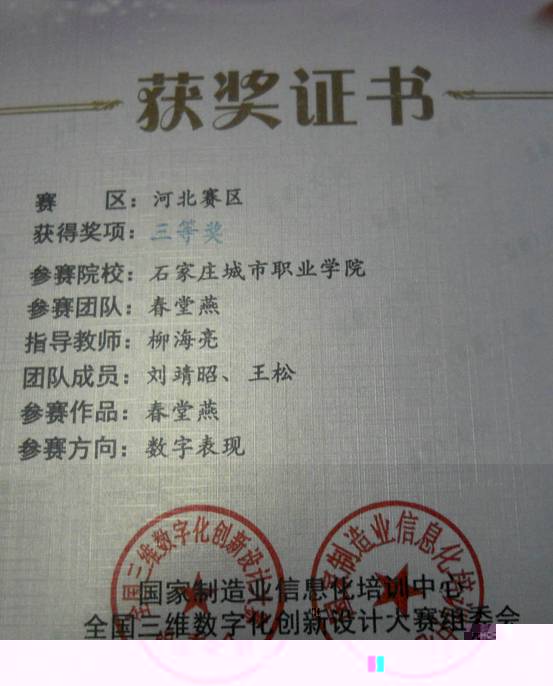 获奖证书
赛 区：河北赛区
获得奖项：三等奖
参赛院校：石家庄城市职业学院
参赛团队：春堂燕
指导教师：柳海亮
团队成员：刘靖昭、王松
参赛作品：春堂燕
参赛方向：数字表现
国家制造业信息化培训中心
全国三维数字化创新设计大赛组委会